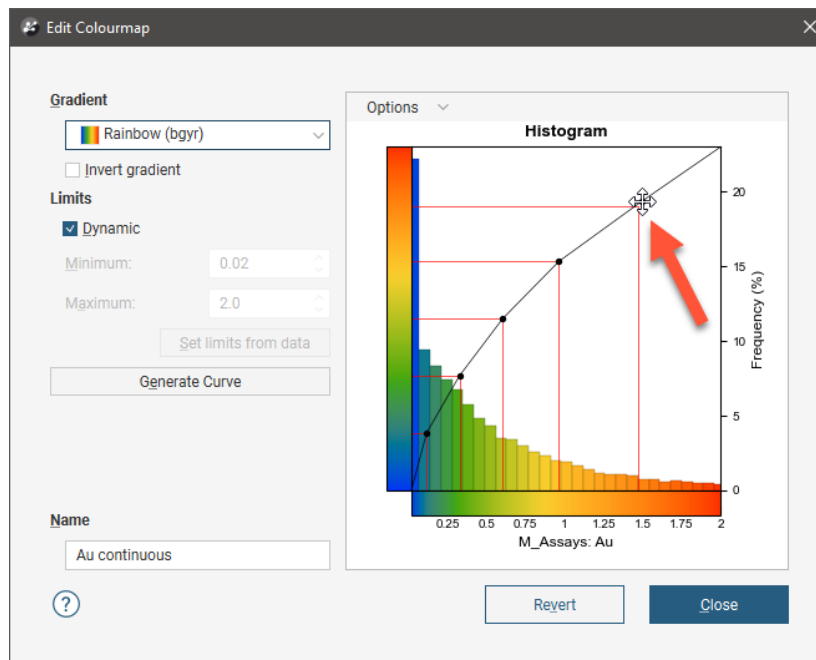 Edit Colourmap
Gradient
Rainbow (bgyr)
Invert gradient
Limits
Dynamic
Minimum: 0.02
Maximum: 2.0
Set limits from data
Generate Curve
Name
Au continuous
Options
Histogram
20
15
10
5
0
Frequency (%)
0.25 0.5 0.75 1 1.25 1.5 1.75 2
M_Assays: Au
?
Revert
Close